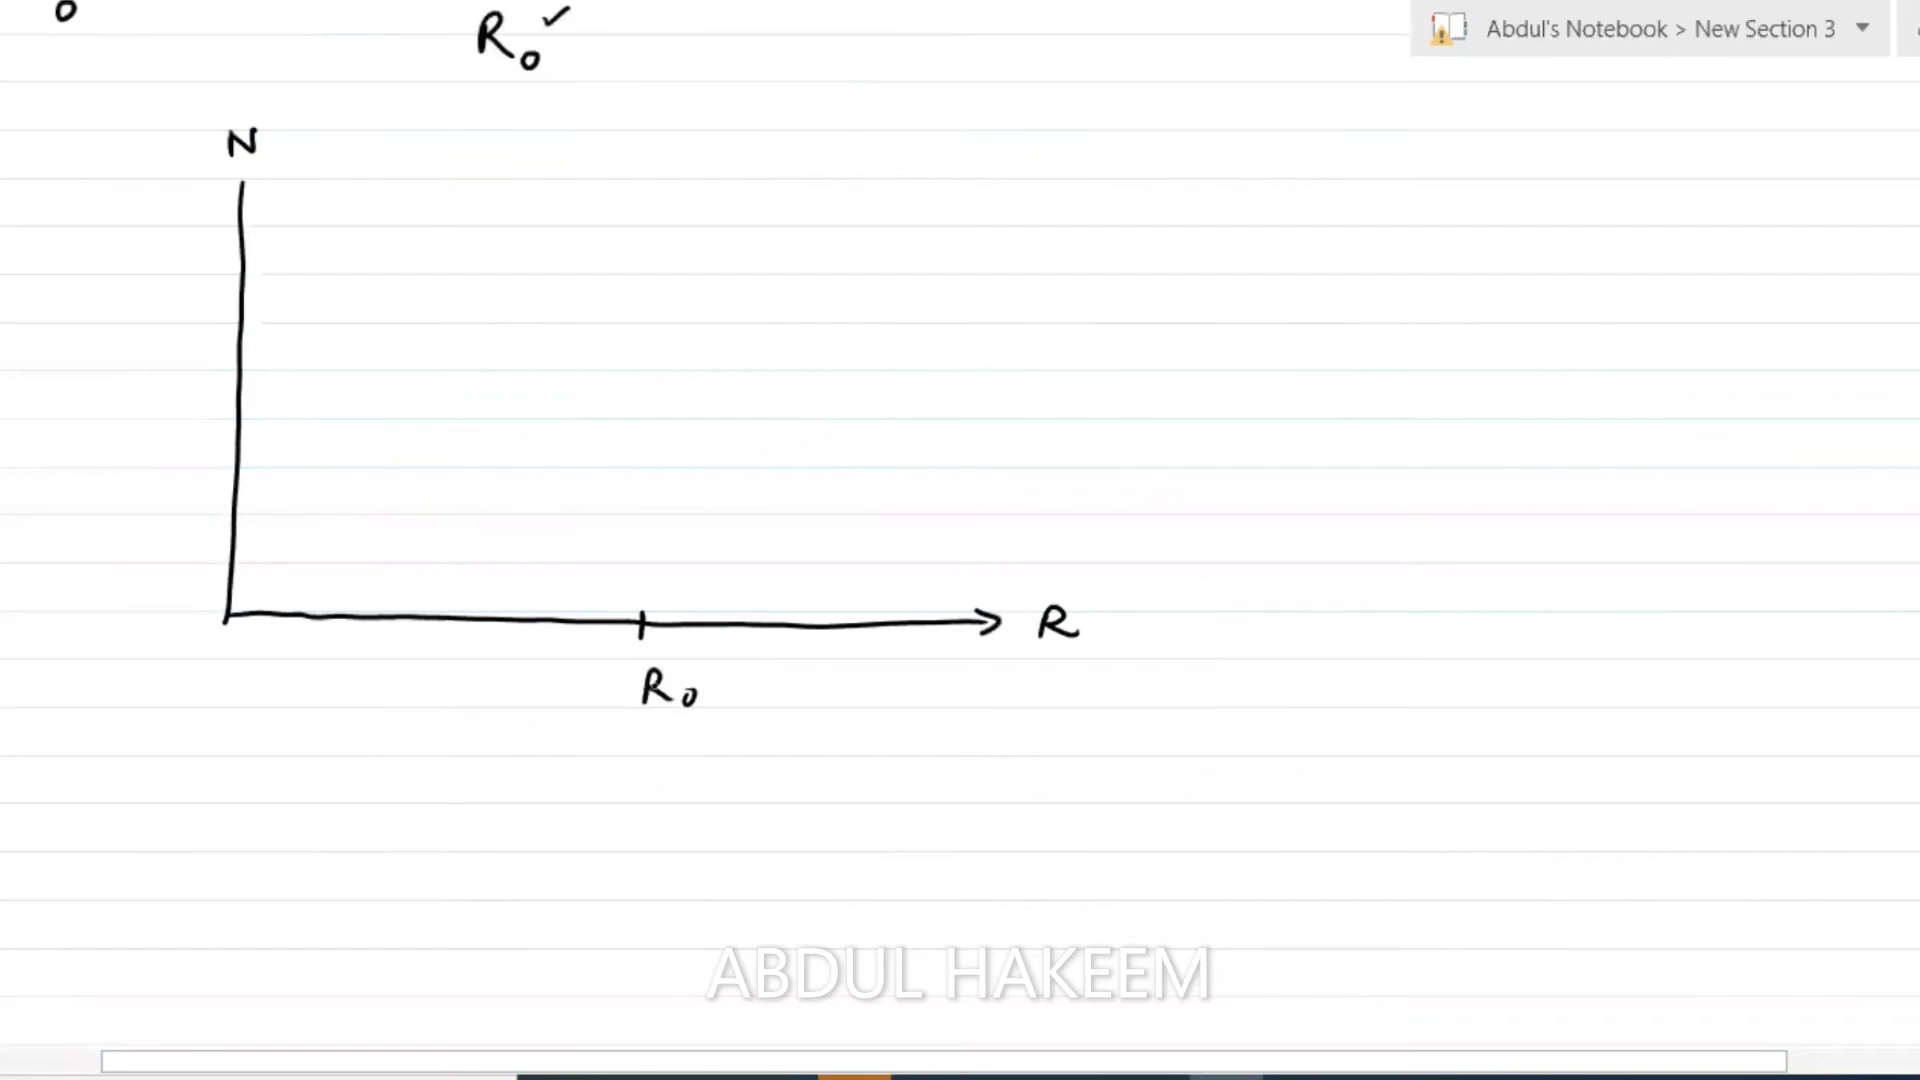 o
R₀ ✓
Abdul's Notebook > New Section 3
N
R
R₀
ABDUL HAKEEM